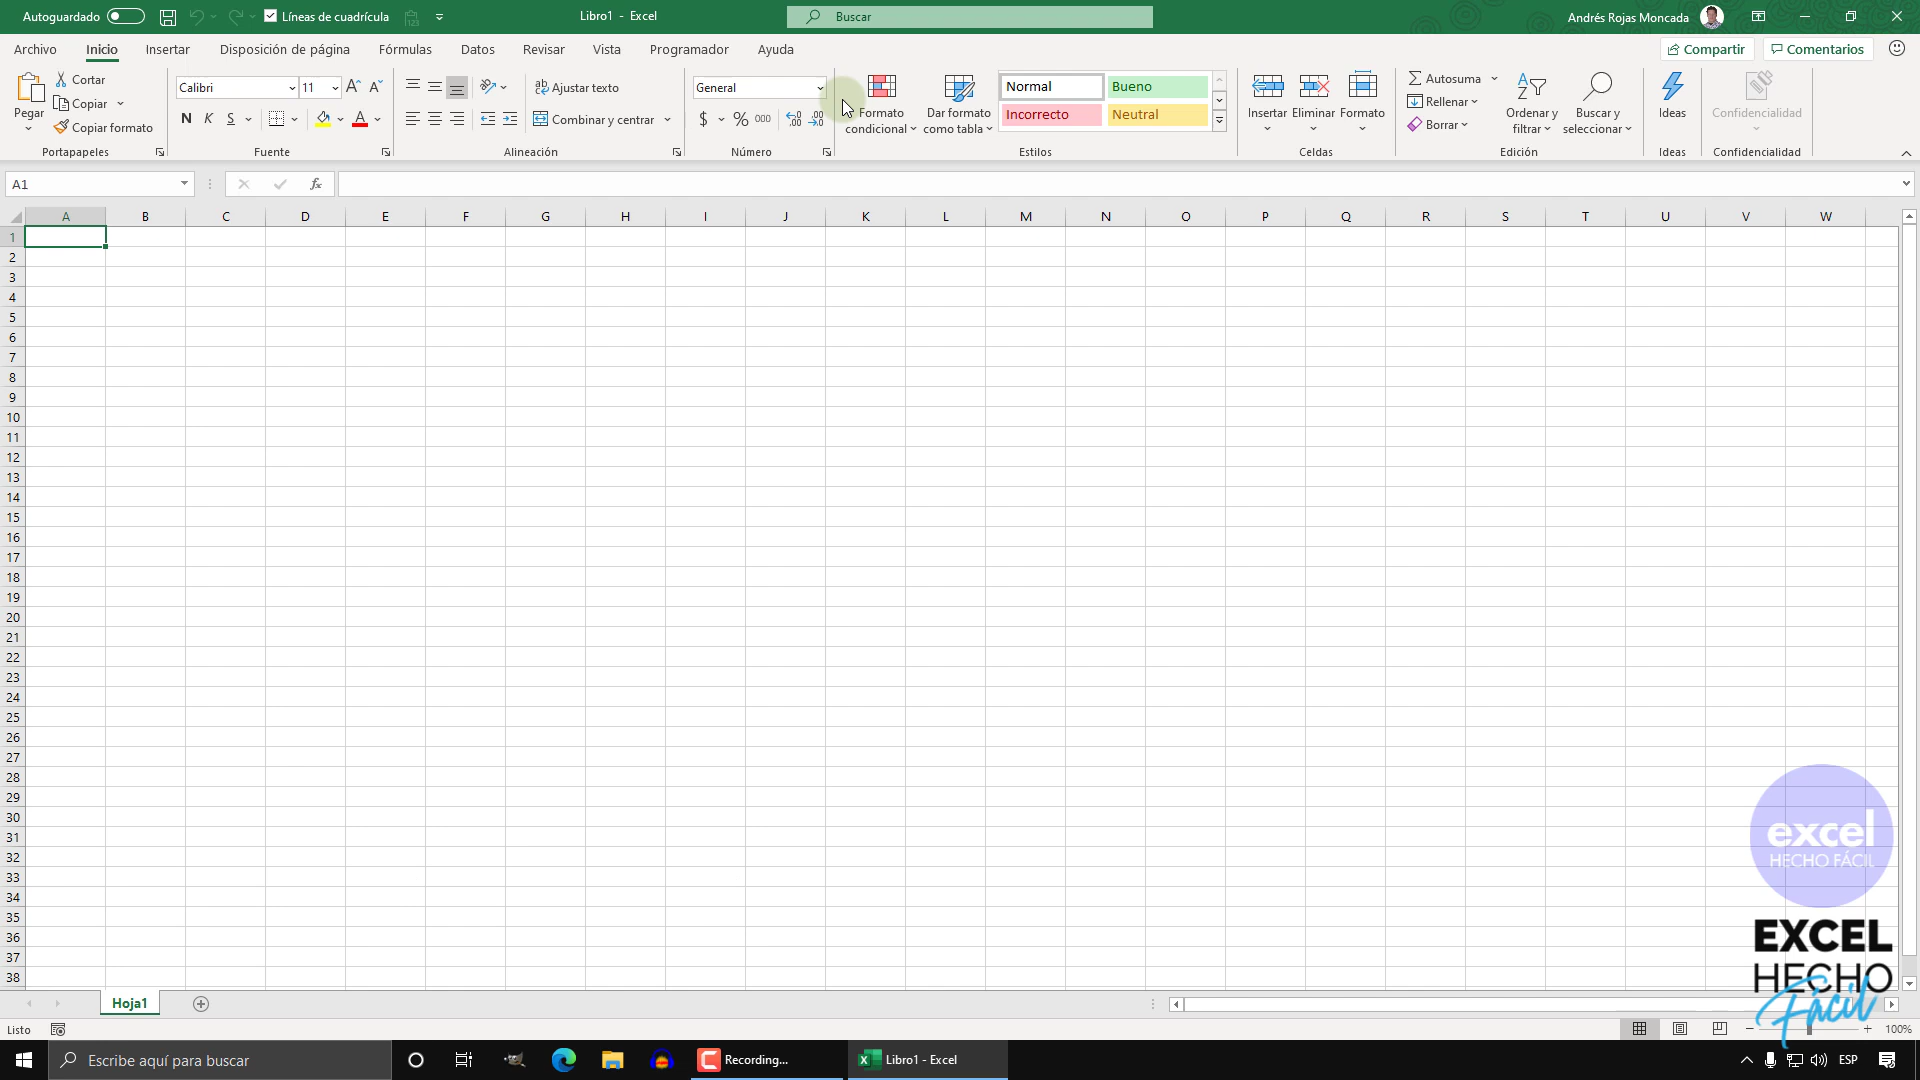 Autoguardado Líneas de cuadrícula Libro1 - Excel Buscar Andrés Rojas Moncada
Archivo Inicio Insertar Disposición de página Fórmulas Datos Revisar Vista Programador Ayuda Compartir Comentarios
Pegar
Cortar
Copiar
Copiar formato
Portapapeles
Calibri 11
N K S
Fuente
Ajustar texto
Combinar y centrar
Alineación
General
$ % 000
Número
Formato
condicional
Dar formato
como tabla
Normal Bueno
Incorrecto Neutral
Estilos
Insertar Eliminar Formato
Celdas
Autosuma
Rellenar
Borrar
Ordenar y
filtrar
Buscar y
seleccionar
Edición
Ideas
Ideas
Confidencialidad
Confidencialidad
A1 fx
A B C D E F G H I J K L M N O P Q R S T U V W
1
2
3
4
5
6
7
8
9
10
11
12
13
14
15
16
17
18
19
20
21
22
23
24
25
26
27
28
29
30
31
32
33
34
35
36
37
38
excel
HECHO FÁCIL
EXCEL
HECHO
Fácil
Hoja1
Listo 100%
Escribe aquí para buscar Recording... Libro1 - Excel ESP